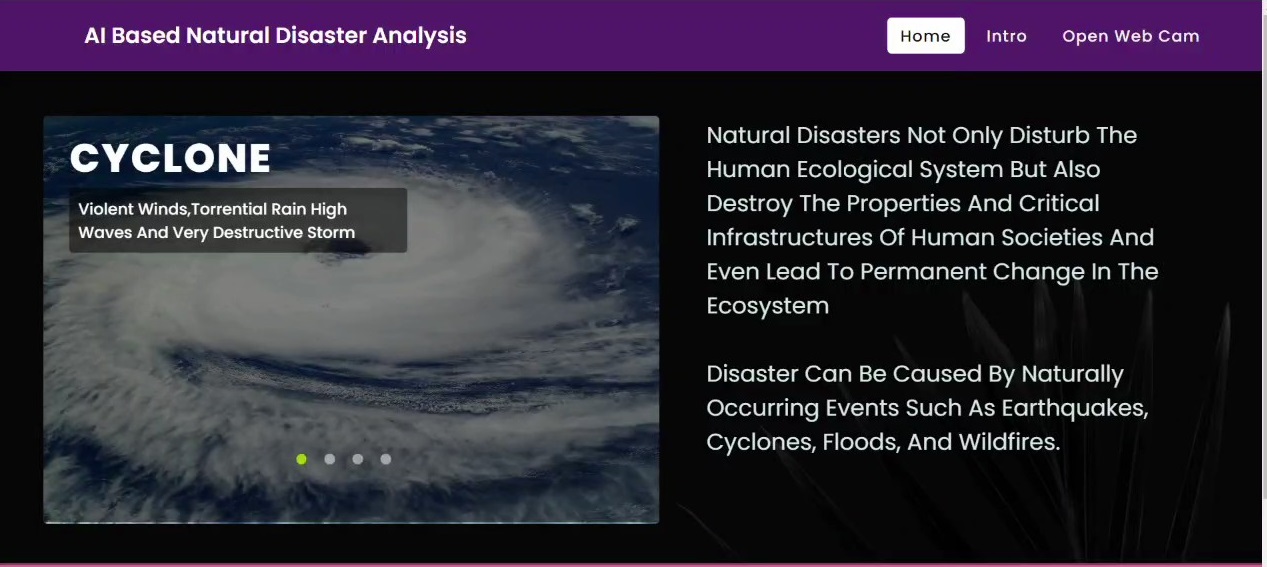 AI Based Natural Disaster Analysis
Home
Intro
Open Web Cam
CYCLONE
Violent Winds,Torrential Rain High
Waves And Very Destructive Storm
Natural Disasters Not Only Disturb The
Human Ecological System But Also
Destroy The Properties And Critical
Infrastructures Of Human Societies And
Even Lead To Permanent Change In The
Ecosystem
Disaster Can Be Caused By Naturally
Occurring Events Such As Earthquakes,
Cyclones, Floods, And Wildfires.